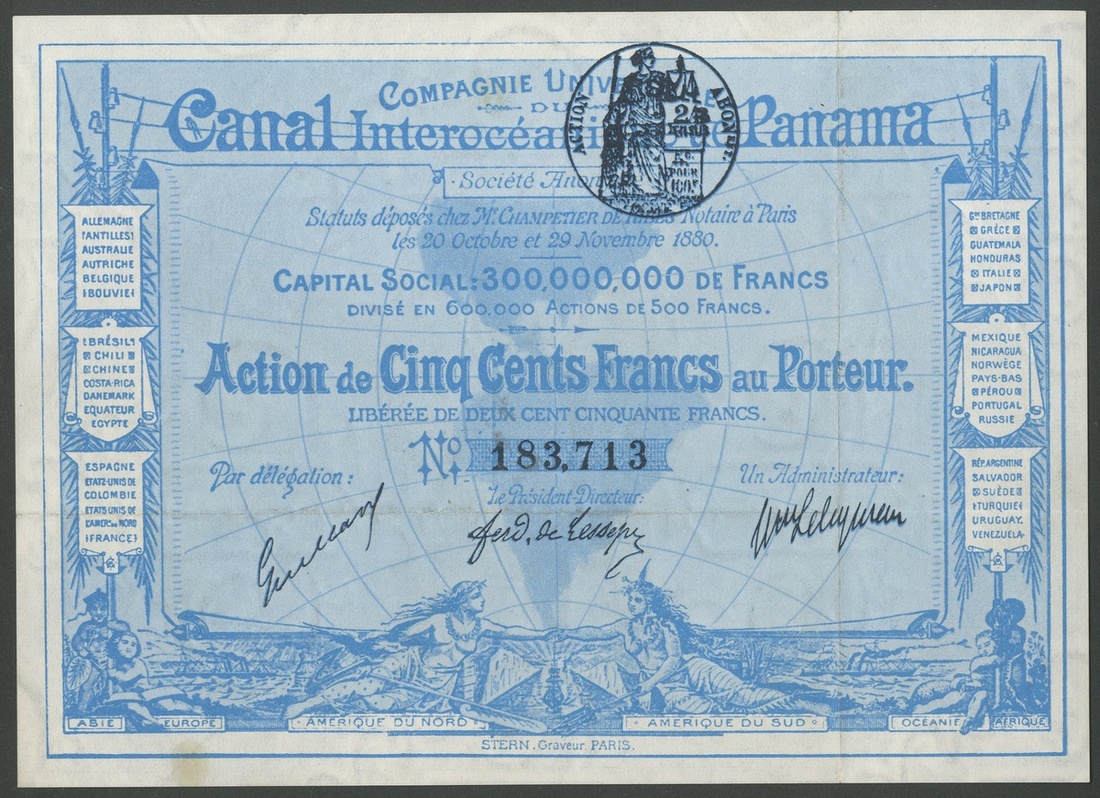 COMPAGNIE UNIVE
DU
Canal Interocéani Panama
ACTION
ABONNt.
Société Anon
Statuts déposés chez Me. CHAMPETIER DE RIBES Notaire à Paris
les 20 Octobre et 29 Novembre 1880.
CAPITAL SOCIAL: 300,000,000 DE FRANCS
DIVISÉ EN 600,000 ACTIONS DE 500 FRANCS.
Action de Cinq Cents Francs au Porteur.
LIBÉRÉE DE DEUX CENT CINQUANTE FRANCS.
No. 183,713
Par délégation:
Le Président-Directeur:
Un Administrateur:
Ferd. de Lesseps
ALLEMAGNE
ANTILLES
AUSTRALIE
AUTRICHE
BELGIQUE
BOLIVIE
BRÉSIL
CHILI
CHINE
COSTA-RICA
DANEMARK
EQUATEUR
EGYPTE
ESPAGNE
ETATS-UNIS DE
COLOMBIE
ETATS-UNIS DE
L'AMÉR. DU NORD
FRANCE
Gde BRETAGNE
GRÈCE
GUATEMALA
HONDURAS
ITALIE
JAPON
MEXIQUE
NICARAGUA
NORWÈGE
PAYS-BAS
PÉROU
PORTUGAL
RUSSIE
RÉP. ARGENTINE
SALVADOR
SUÈDE
TURQUIE
URUGUAY.
VENEZUELA
ASIE
EUROPE
AMÉRIQUE DU NORD
AMÉRIQUE DU SUD
OCÉANIE
AFRIQUE
STERN. Graveur. PARIS.